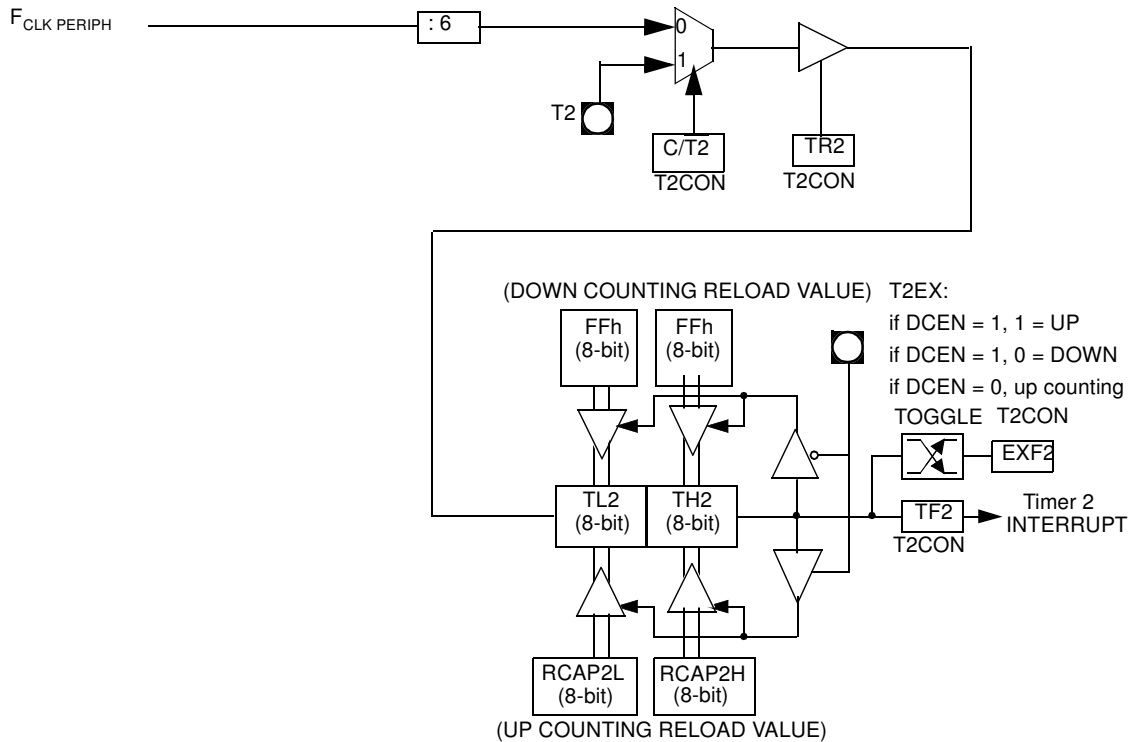 FCLK PERIPH
: 6
0
1
T2
C/T2
TR2
T2CON
T2CON
(DOWN COUNTING RELOAD VALUE)
T2EX:
if DCEN = 1, 1 = UP
if DCEN = 1, 0 = DOWN
if DCEN = 0, up counting
FFh
(8-bit)
FFh
(8-bit)
TOGGLE
T2CON
EXF2
TL2
(8-bit)
TH2
(8-bit)
TF2
T2CON
Timer 2
INTERRUPT
RCAP2L
(8-bit)
RCAP2H
(8-bit)
(UP COUNTING RELOAD VALUE)